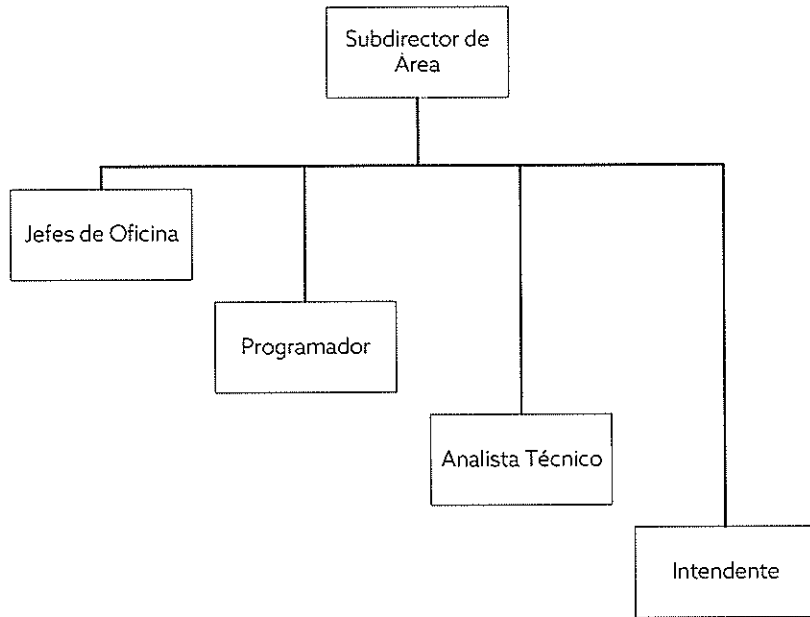 Subdirector de
Área
Jefes de Oficina
Programador
Analista Técnico
Intendente